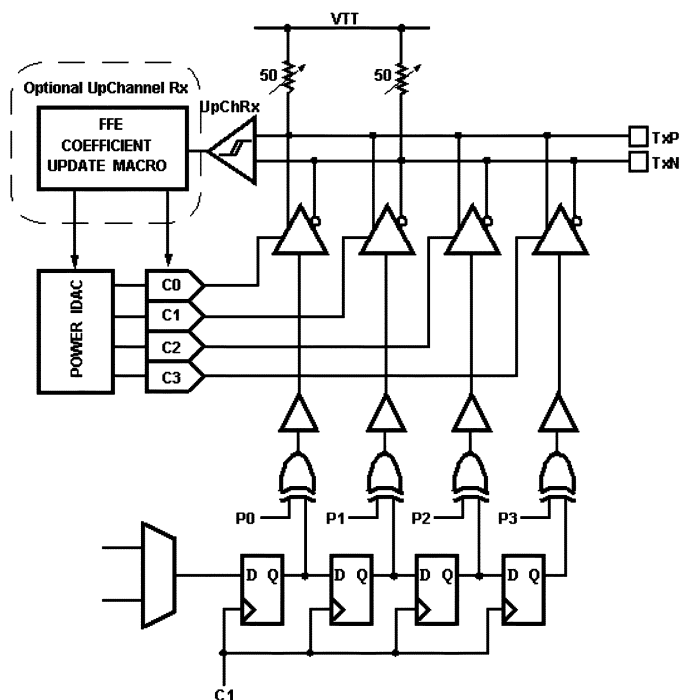 VTT
50
50
Optional UpChannel Rx
UpChRx
FFE
COEFFICIENT
UPDATE MACRO
TxP
TxN
POWER IDAC
C0
C1
C2
C3
P0
P1
P2
P3
D Q
D Q
D Q
D Q
C1